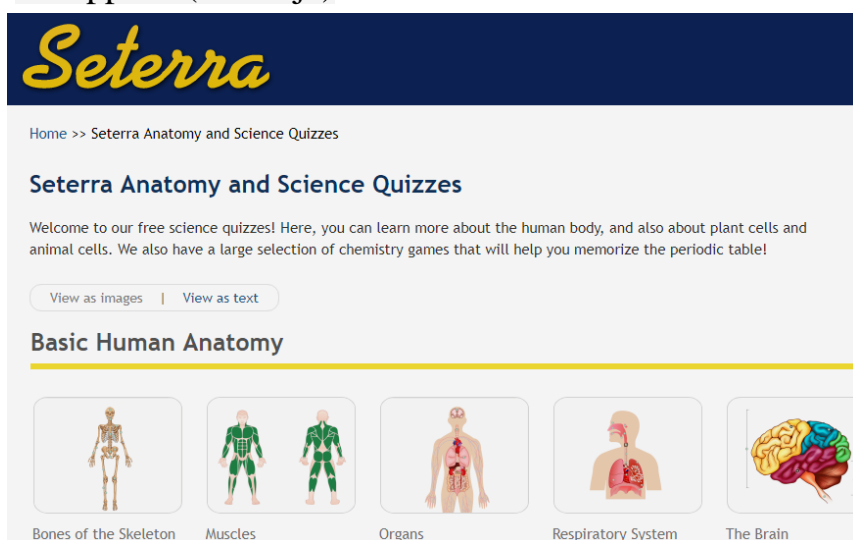 Seterra
Home >> Seterra Anatomy and Science Quizzes
Seterra Anatomy and Science Quizzes
Welcome to our free science quizzes! Here, you can learn more about the human body, and also about plant cells and
animal cells. We also have a large selection of chemistry games that will help you memorize the periodic table!
View as images | View as text
Basic Human Anatomy
Bones of the Skeleton
Muscles
Organs
Respiratory System
The Brain